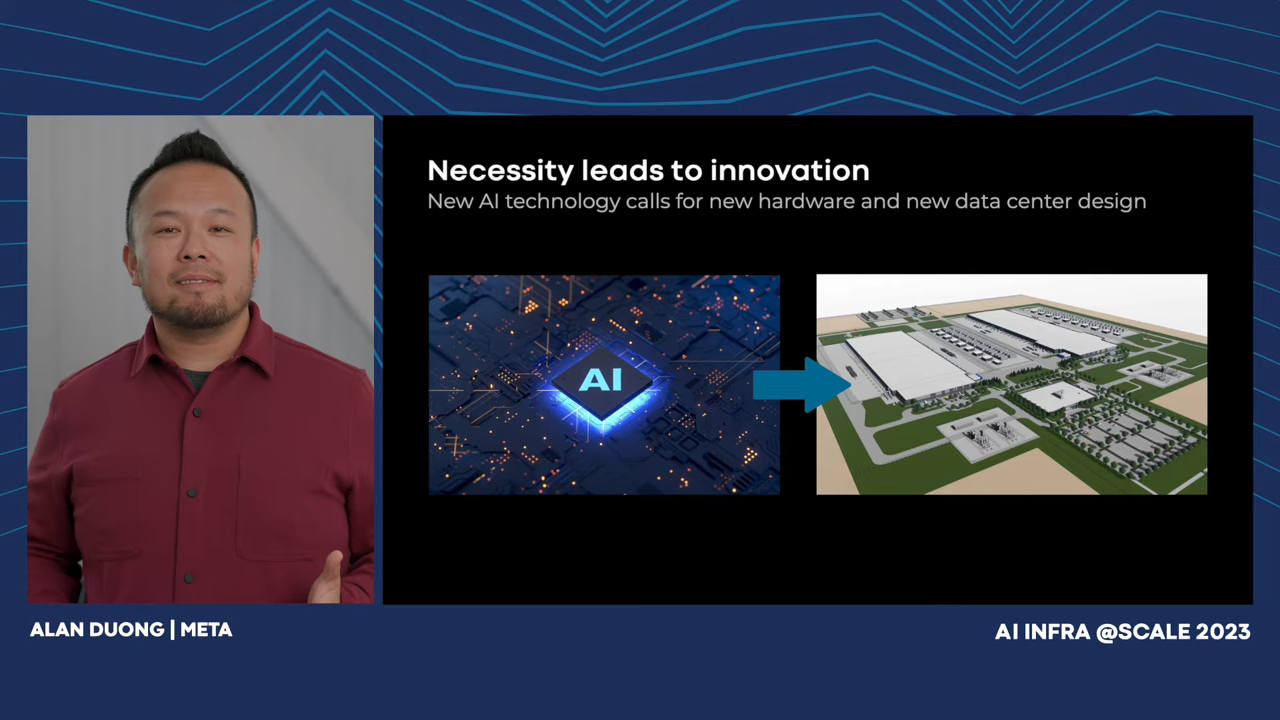 Necessity leads to innovation
New AI technology calls for new hardware and new data center design
AI
ALAN DUONG | META
AI INFRA @SCALE 2023